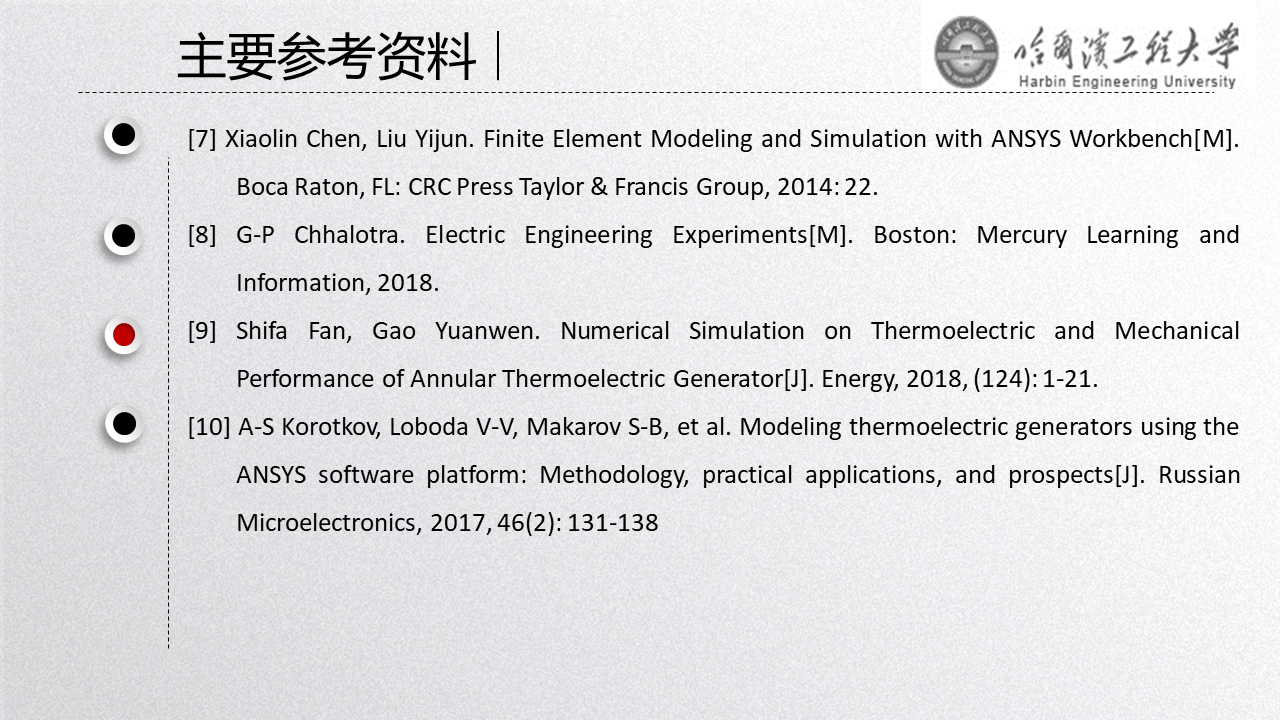 主要参考资料
哈尔滨工程大学
Harbin Engineering University
[7] Xiaolin Chen, Liu Yijun. Finite Element Modeling and Simulation with ANSYS Workbench[M].
Boca Raton, FL: CRC Press Taylor & Francis Group, 2014: 22.
[8] G-P Chhalotra. Electric Engineering Experiments[M]. Boston: Mercury Learning and
Information, 2018.
[9] Shifa Fan, Gao Yuanwen. Numerical Simulation on Thermoelectric and Mechanical
Performance of Annular Thermoelectric Generator[J]. Energy, 2018, (124): 1-21.
[10] A-S Korotkov, Loboda V-V, Makarov S-B, et al. Modeling thermoelectric generators using the
ANSYS software platform: Methodology, practical applications, and prospects[J]. Russian
Microelectronics, 2017, 46(2): 131-138